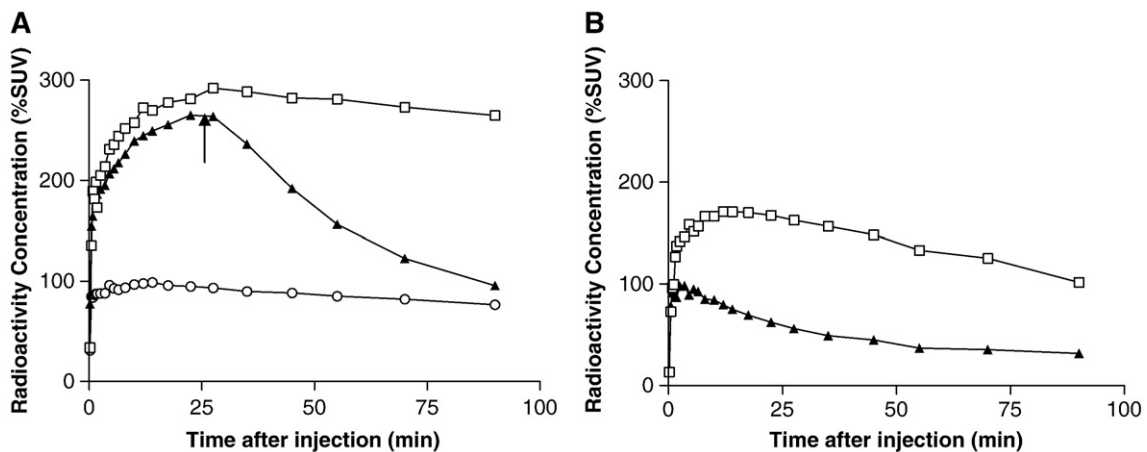 A
Radioactivity Concentration (%SUV)
300
200
100
0
0 25 50 75 100
Time after injection (min)
B
Radioactivity Concentration (%SUV)
300
200
100
0
0 25 50 75 100
Time after injection (min)